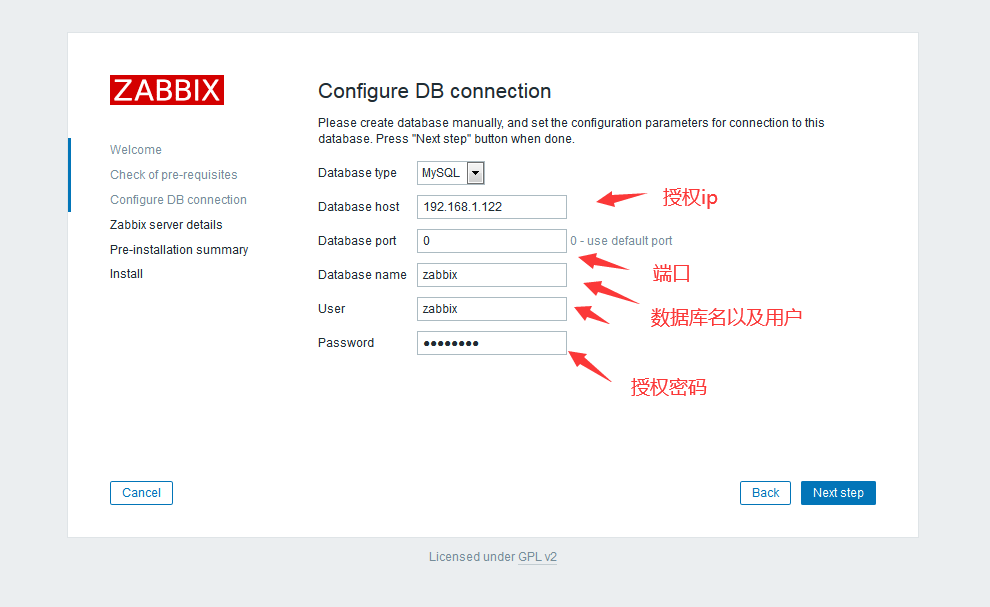 ZABBIX
Welcome
Check of pre-requisites
Configure DB connection
Zabbix server details
Pre-installation summary
Install
Configure DB connection
Please create database manually, and set the configuration parameters for connection to this
database. Press "Next step" button when done.
Database type MySQL
Database host 192.168.1.122 授权ip
Database port 0 0 - use default port
端口
Database name zabbix
数据库名以及用户
User zabbix
Password ●●●●●●●●
授权密码
Cancel Back Next step
Licensed under GPL v2